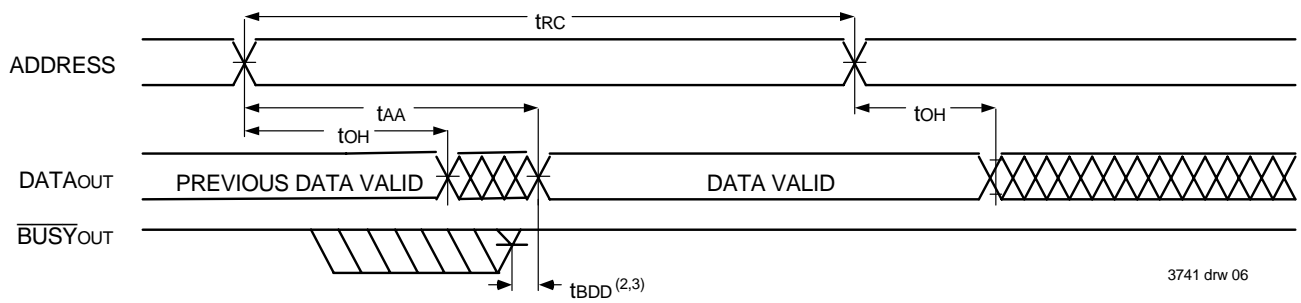 tRC
ADDRESS
tAA
tOH
tOH
DATAOUT
PREVIOUS DATA VALID
DATA VALID
BUSYOUT
tBDD (2,3)
3741 drw 06